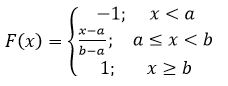 -1; x < a
F(x) = { x-a/b-a; a ≤ x < b
1; x ≥ b